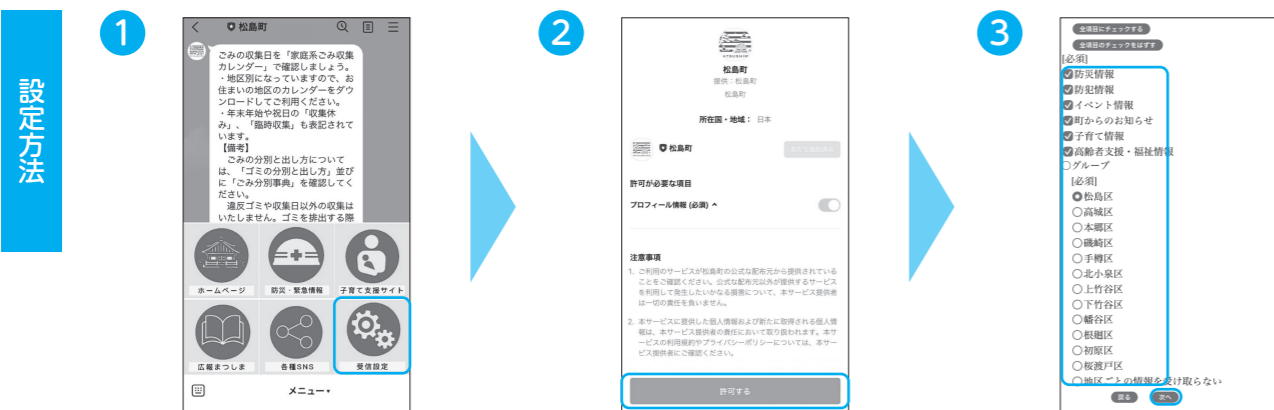 設定方法
1
松島町
ごみの収集日を「家庭系ごみ収集
カレンダー」で確認しましょう。
・地区別になっていますので、お
住まいの地区のカレンダーをダウ
ンロードしてご利用ください。
・年末年始や祝日の「収集休
み」、「臨時収集」も表記されて
います。
【備考】
ごみの分別と出し方について
は、「ゴミの分別と出し方」並び
に「ごみ分別事典」を確認してく
ださい。
違反ゴミや収集日以外の収集は
いたしません。ゴミを排出する際
ホームページ
防災・緊急情報
子育て支援サイト
広報まつしま
各種SNS
受信設定
メニュー▾
2
松島町
提供：松島町
松島町
所在国・地域： 日本
松島町
許可が必要な項目
プロフィール情報 (必須)
注意事項
1. ご利用のサービスが松島町の公式な配布元から提供されている
ことをご確認ください。公式な配布元以外が提供するサービス
を利用して発生したいかなる損害について、本サービス提供者
は一切の責任を負いません。
2. 本サービスに提供した個人情報および新たに取得される個人情
報は、本サービス提供者の責任において取り扱われます。本サ
ービスの利用規約やプライバシーポリシーについては、本サー
ビス提供者にご確認ください。
許可する
3
全項目にチェックする
全項目のチェックをはずす
[必須]
防災情報
防犯情報
イベント情報
町からのお知らせ
子育て情報
高齢者支援・福祉情報
グループ
[必須]
松島区
高城区
本郷区
磯崎区
手樽区
北小泉区
上竹谷区
下竹谷区
幡谷区
根廻区
初原区
桜渡戸区
地区ごとの情報を受け取らない
戻る
次へ